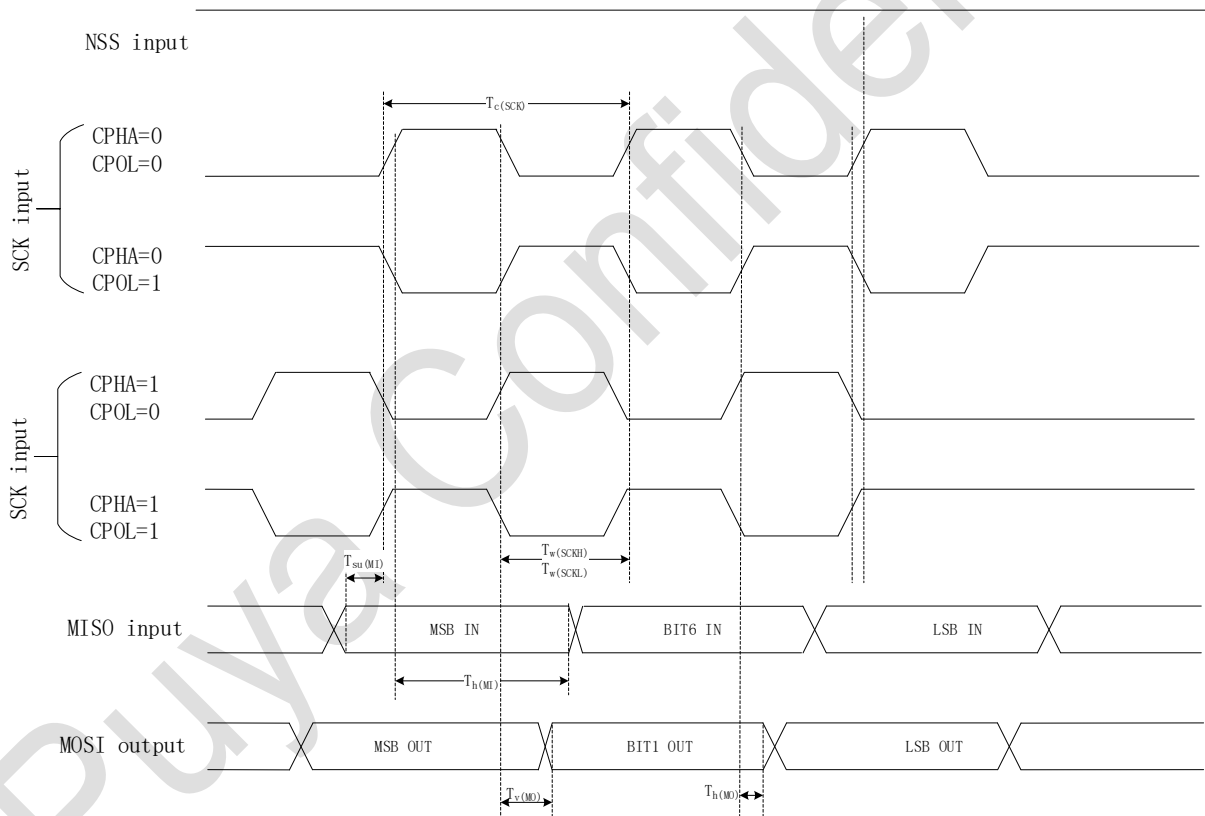 NSS input
Tc(SCK)
CPHA=0
CPOL=0
SCK input
CPHA=0
CPOL=1
CPHA=1
CPOL=0
SCK input
CPHA=1
CPOL=1
Tw(SCKH)
Tw(SCKL)
Tsu(MI)
MISO input
MSB IN
BIT6 IN
LSB IN
Th(MI)
MOSI output
MSB OUT
BIT1 OUT
LSB OUT
Tv(MO)
Th(MO)
Puya Confiden